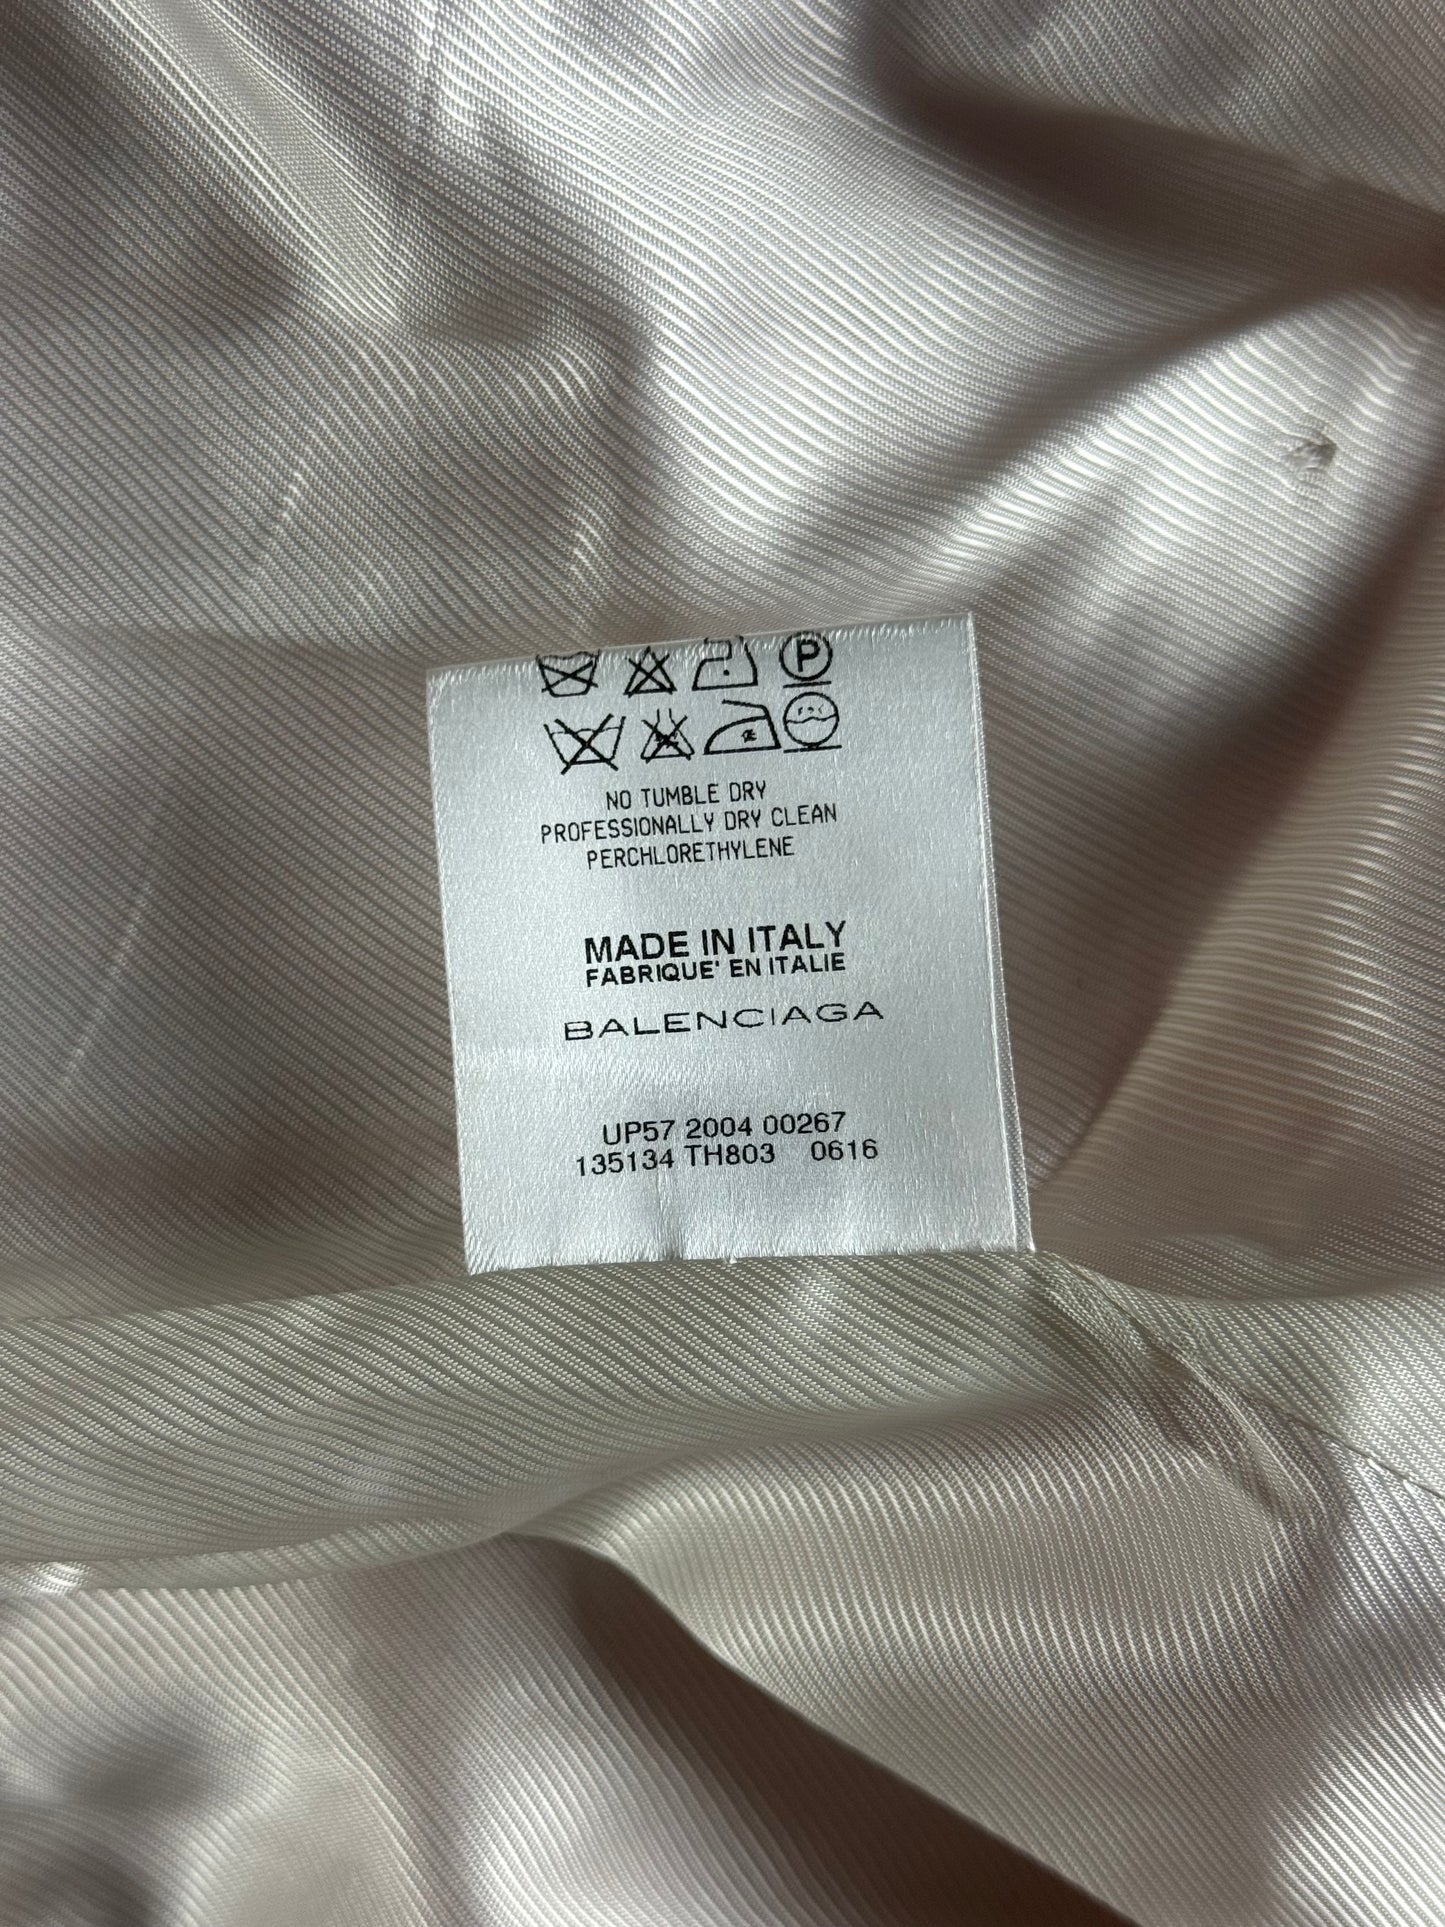 P
NO TUMBLE DRY
PROFESSIONALLY DRY CLEAN
PERCHLORETHYLENE
MADE IN ITALY
FABRIQUE' EN ITALIE
BALENCIAGA
UP57 2004 00267
135134 TH803 0616